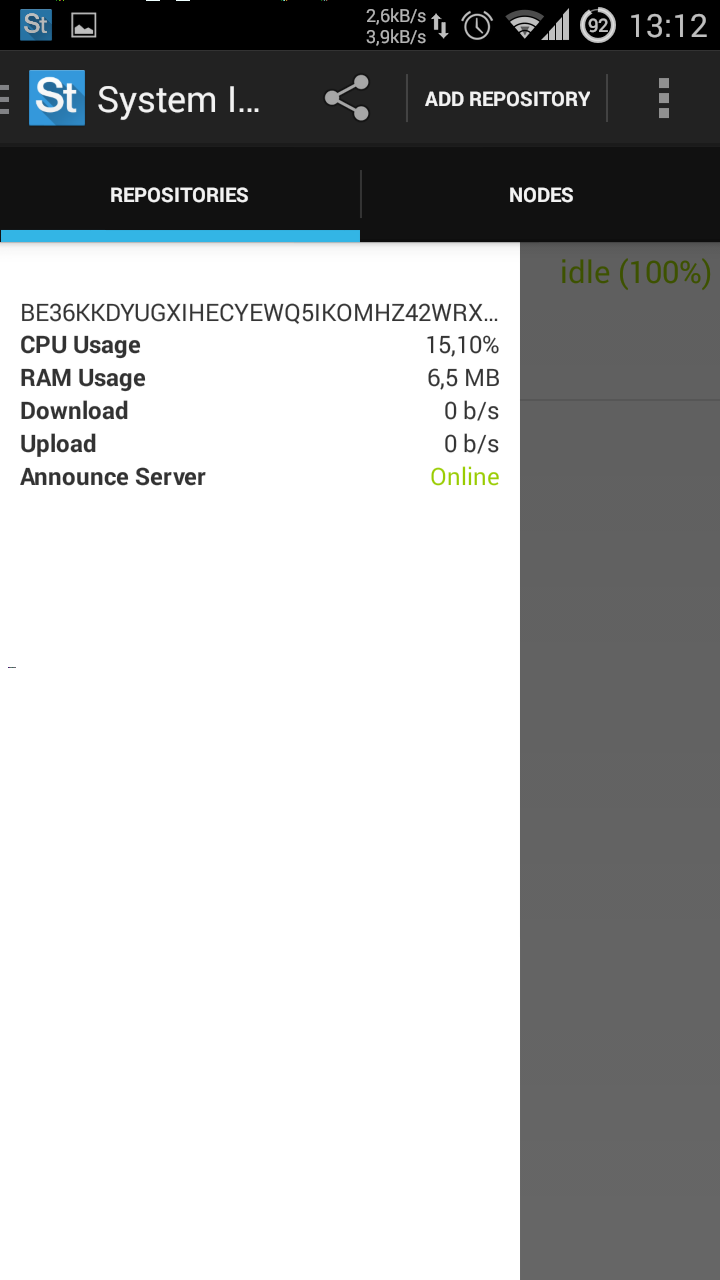 St
2,6kB/s
3,9kB/s
92
13:12
St
System I...
ADD REPOSITORY
REPOSITORIES
NODES
idle (100%)
BE36KKDYUGXIHECYEWQ5IKOMHZ42WRX...
CPU Usage 15,10%
RAM Usage 6,5 MB
Download 0 b/s
Upload 0 b/s
Announce Server Online